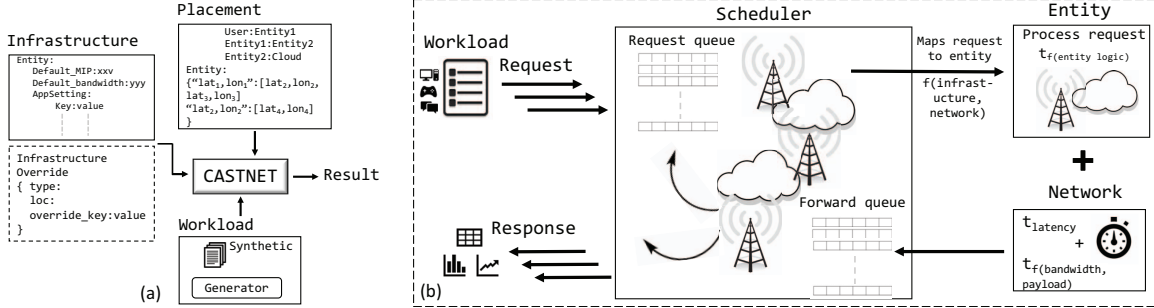 Infrastructure
Entity:
Default_MIP:xxv
Default_bandwidth:yyy
AppSetting:
Key:value
Infrastructure
Override
{ type:
loc:
override_key:value
}
(a)
Placement
User:Entity1
Entity1:Entity2
Entity2:Cloud
Entity:
{“lat1,lon1”:[lat2,lon2,
lat3,lon3]
“lat2,lon2”:[lat4,lon4]
}
CASTNET
Result
Workload
Synthetic
Generator
(b)
Workload
Request
Response
Scheduler
Request queue
Forward queue
Maps request
to entity
f(infrast-
ucture,
network)
Entity
Process request
tf(entity logic)
+
Network
tlatency
+
tf(bandwidth,
payload)